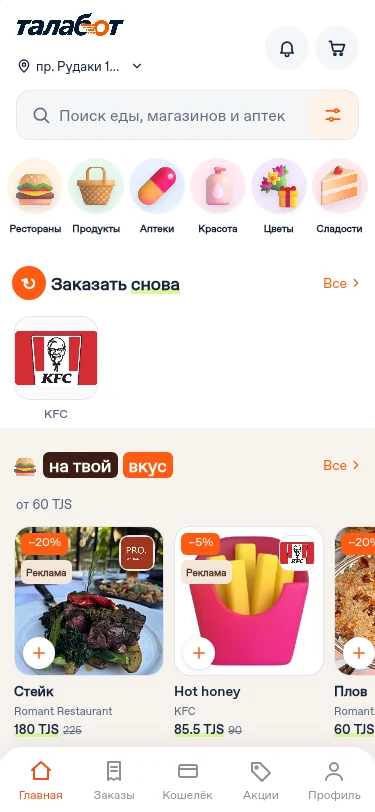 талабот
пр. Рудаки 1...
Поиск еды, магазинов и аптек
Рестораны Продукты Аптеки Красота Цветы Сладости
Заказать снова Все
KFC
KFC
на твой вкус Все
от 60 TJS
−20% PRO. −5% KFC −20%
Реклама Реклама
Стейк Hot honey Плов
Romant Restaurant KFC Romant
180 TJS 225 85.5 TJS 90 60 TJS
Главная Заказы Кошелёк Акции Профиль